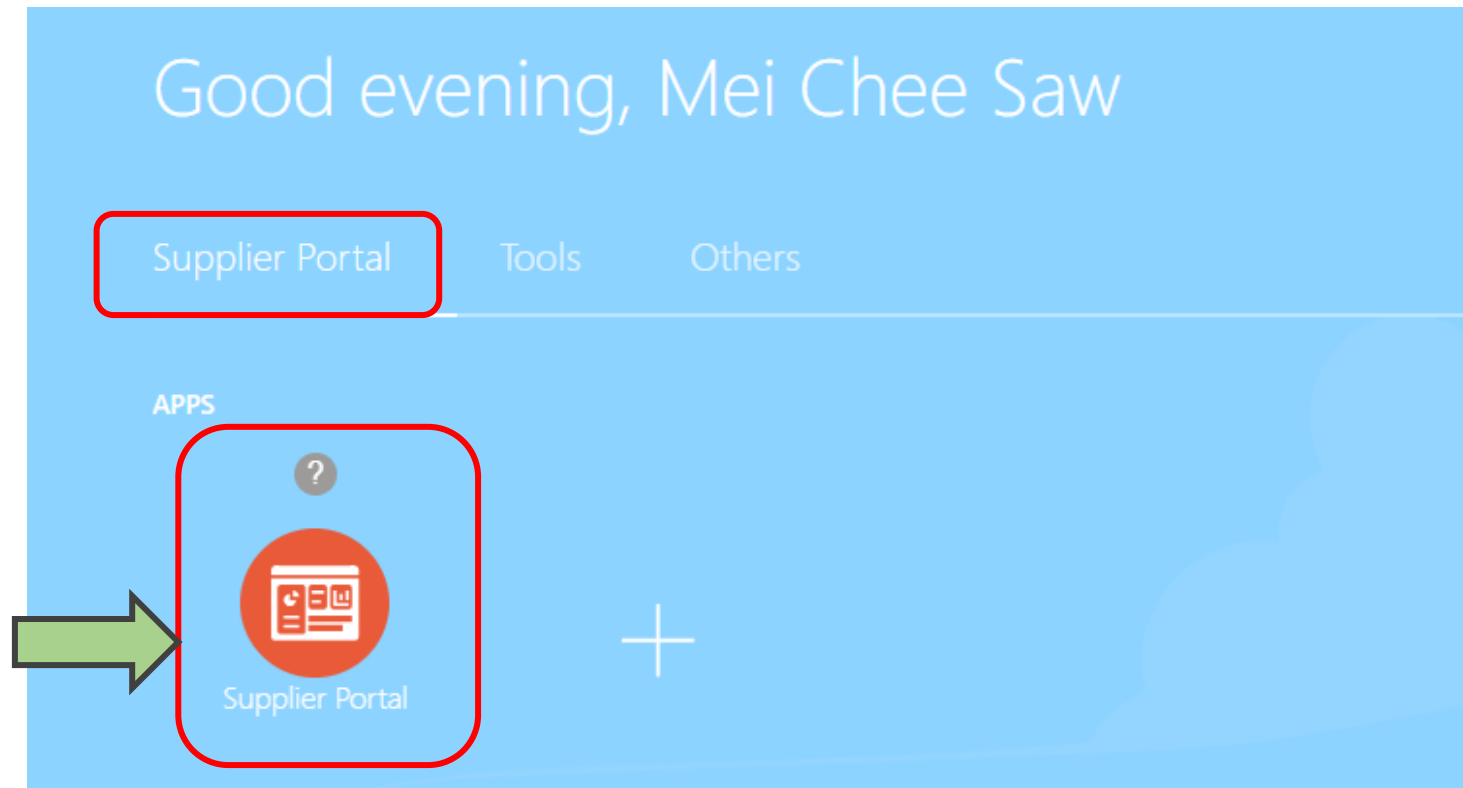 Good evening, Mei Chee Saw
Supplier Portal Tools Others
APPS
?
Supplier Portal